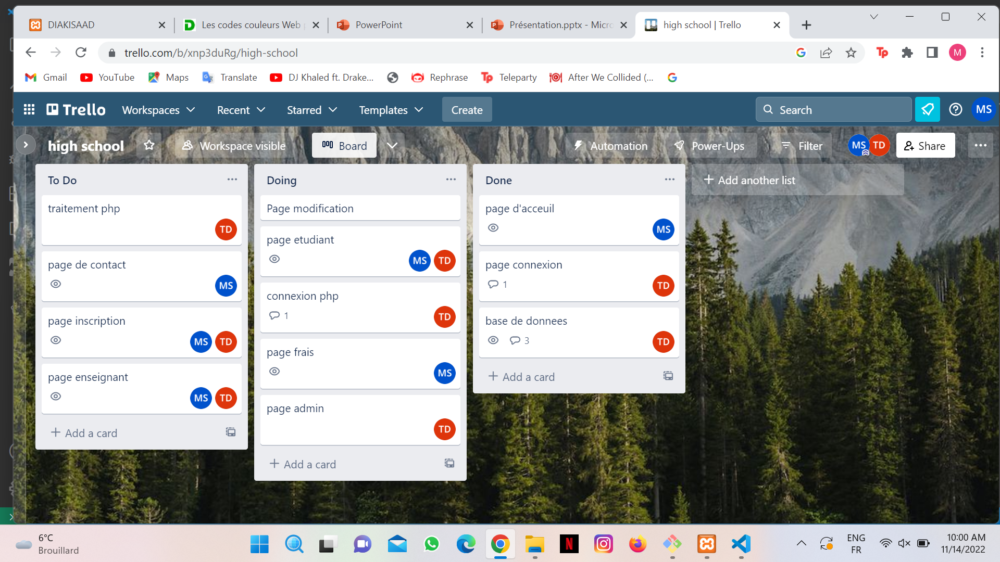 DIAKISAAD
Les codes couleurs Web
PowerPoint
Présentation.pptx - Micro
high school | Trello
trello.com/b/xnp3duRg/high-school
M
Gmail
YouTube
Maps
Translate
DJ Khaled ft. Drake...
Rephrase
Teleparty
After We Collided (...
Trello
Workspaces
Recent
Starred
Templates
Create
Search
MS
high school
Workspace visible
Board
Automation
Power-Ups
Filter
MS
TD
Share
To Do
traitement php
TD
page de contact
MS
page inscription
MS TD
page enseignant
MS TD
+ Add a card
Doing
Page modification
page etudiant
MS TD
connexion php
1
TD
page frais
MS
page admin
TD
+ Add a card
Done
page d'acceuil
MS
page connexion
1
TD
base de donnees
3
TD
+ Add a card
+ Add another list
6°C
Brouillard
ENG
FR
10:00 AM
11/14/2022